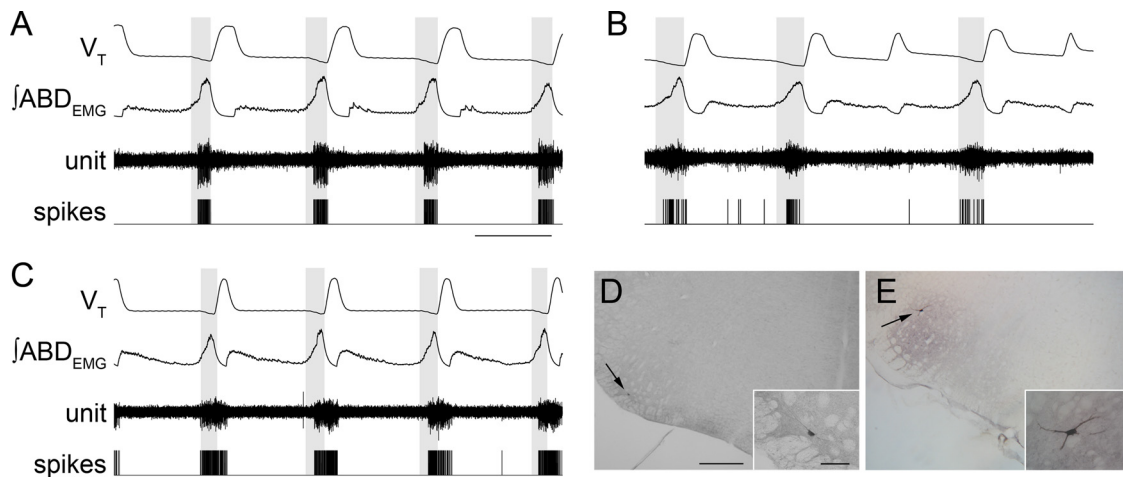 A
V_T
∫ABD_EMG
unit
spikes
B
C
V_T
∫ABD_EMG
unit
spikes
D
E